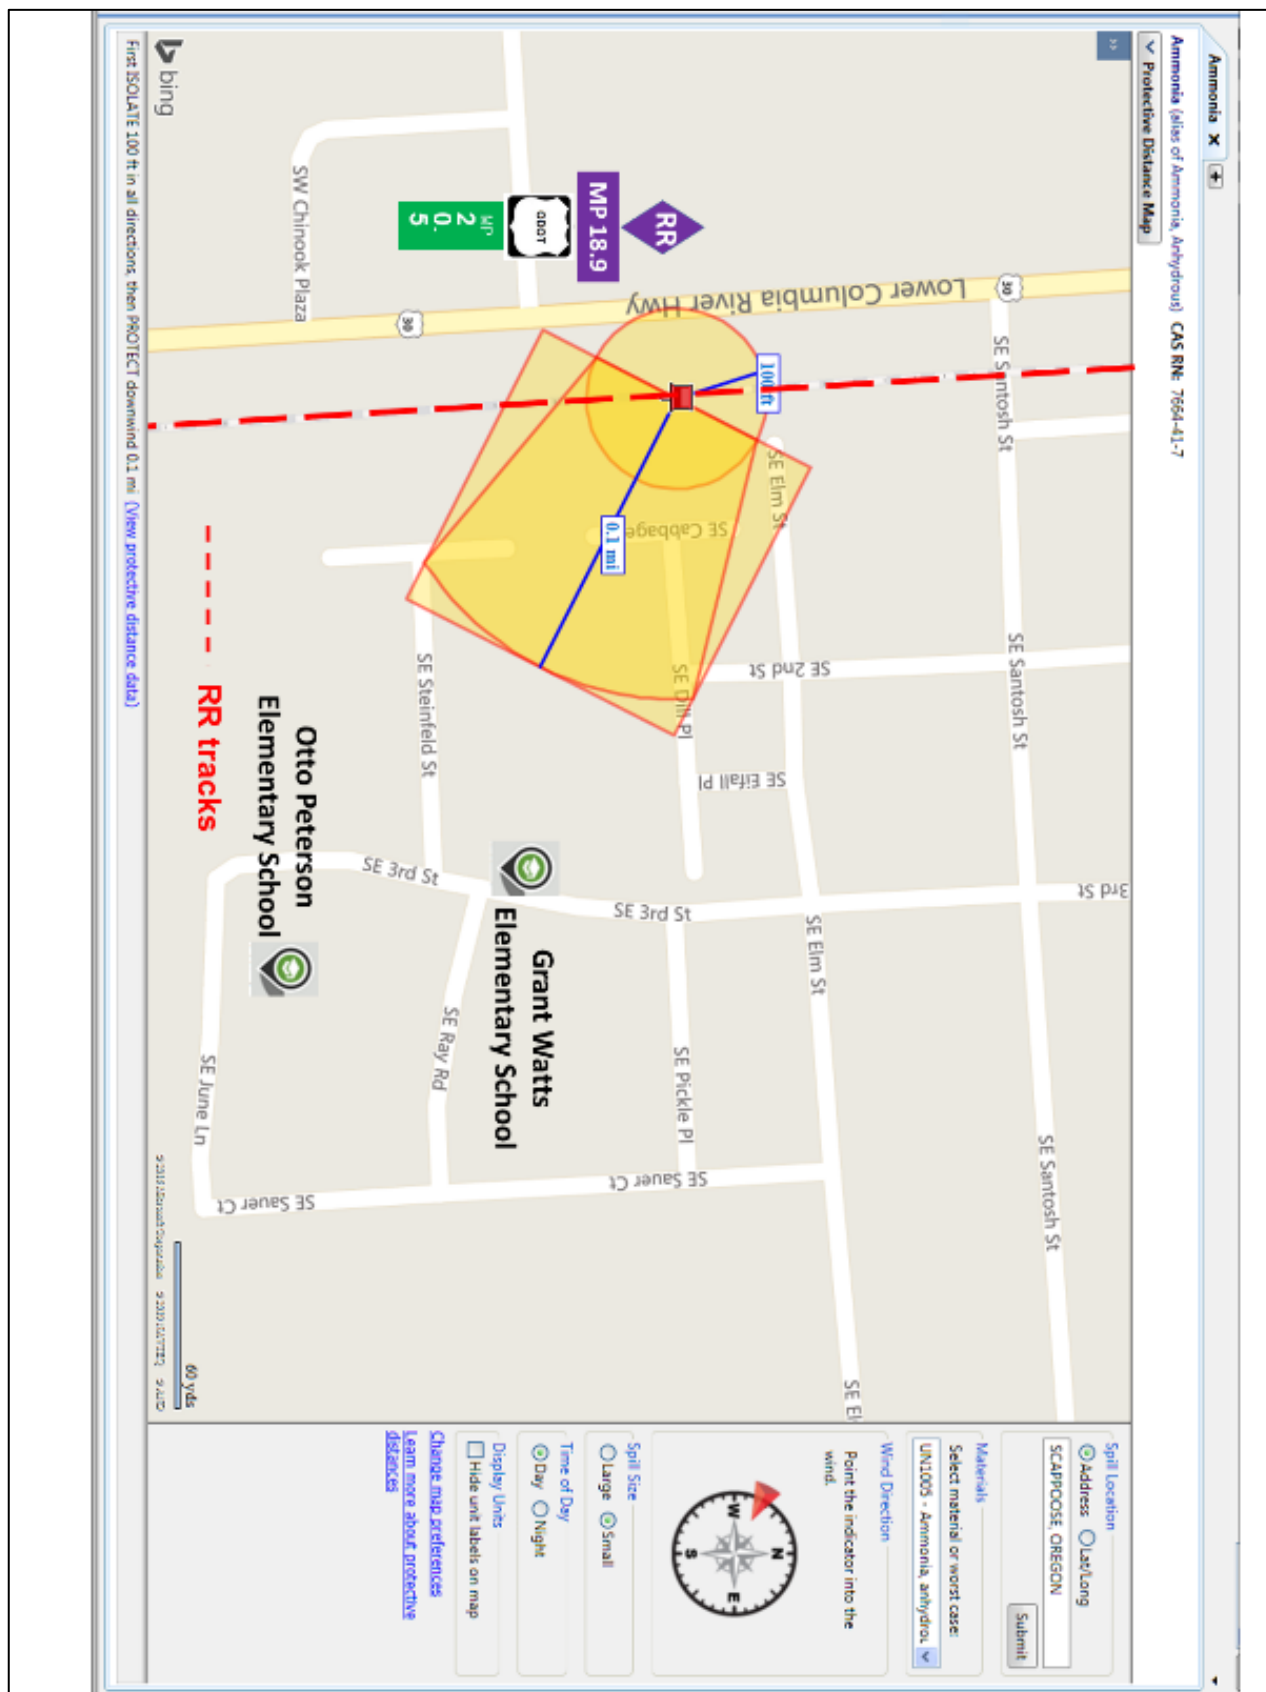 Ammonia × +
Ammonia (alias of Ammonia, Anhydrous) CAS RN: 7664-41-7
Protective Distance Map
>>
Lower Columbia River Hwy
30
30
SW Chinook Plaza
RR
MP 18.9
ODOT
MP
2
0.
5
100 ft
0.1 mi
SE Santosh St
SE Santosh St
SE Santosh St
SE Elm St
SE Elm St
SE El
SE Cabbage
SE 2nd St
SE Dill Pl
SE Eifall Pl
SE Steinfeld St
SE 3rd St
SE 3rd St
3rd St
SE Pickle Pl
SE Ray Rd
SE June Ln
SE Sauer Ct
SE Sauer Ct
Grant Watts
Elementary School
Otto Peterson
Elementary School
RR tracks
bing
60 yds
First ISOLATE 100 ft in all directions, then PROTECT downwind 0.1 mi (View protective distance data)
Spill Location
Address Lat/Long
SCAPPOOSE, OREGON
Submit
Materials
Select material or worst case:
UN1005 - Ammonia, anhydrou
Wind Direction
Point the indicator into the
wind.
N
W
E
S
Spill Size
Large Small
Time of Day
Day Night
Display Units
Hide unit labels on map
Change map preferences
Learn more about protective
distances